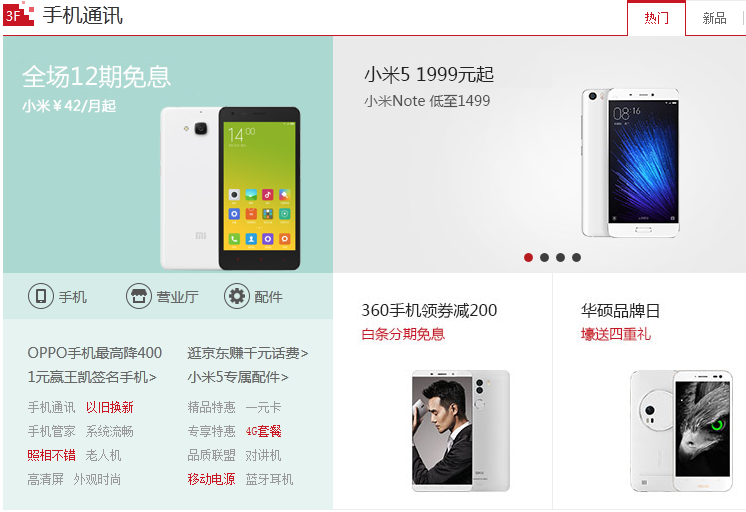 3F 手机通讯
热门 新品
全场12期免息
小米￥42/月起
14:00
小米5 1999元起
小米Note 低至1499
08:16
手机 营业厅 配件
OPPO手机最高降400
1元赢王凯签名手机>
手机通讯 以旧换新
手机管家 系统流畅
照相不错 老人机
高清屏 外观时尚
逛京东赚千元话费>
小米5专属配件>
精品特惠 一元卡
专享特惠 4G套餐
品质联盟 对讲机
移动电源 蓝牙耳机
360手机领券减200
白条分期免息
华硕品牌日
壕送四重礼